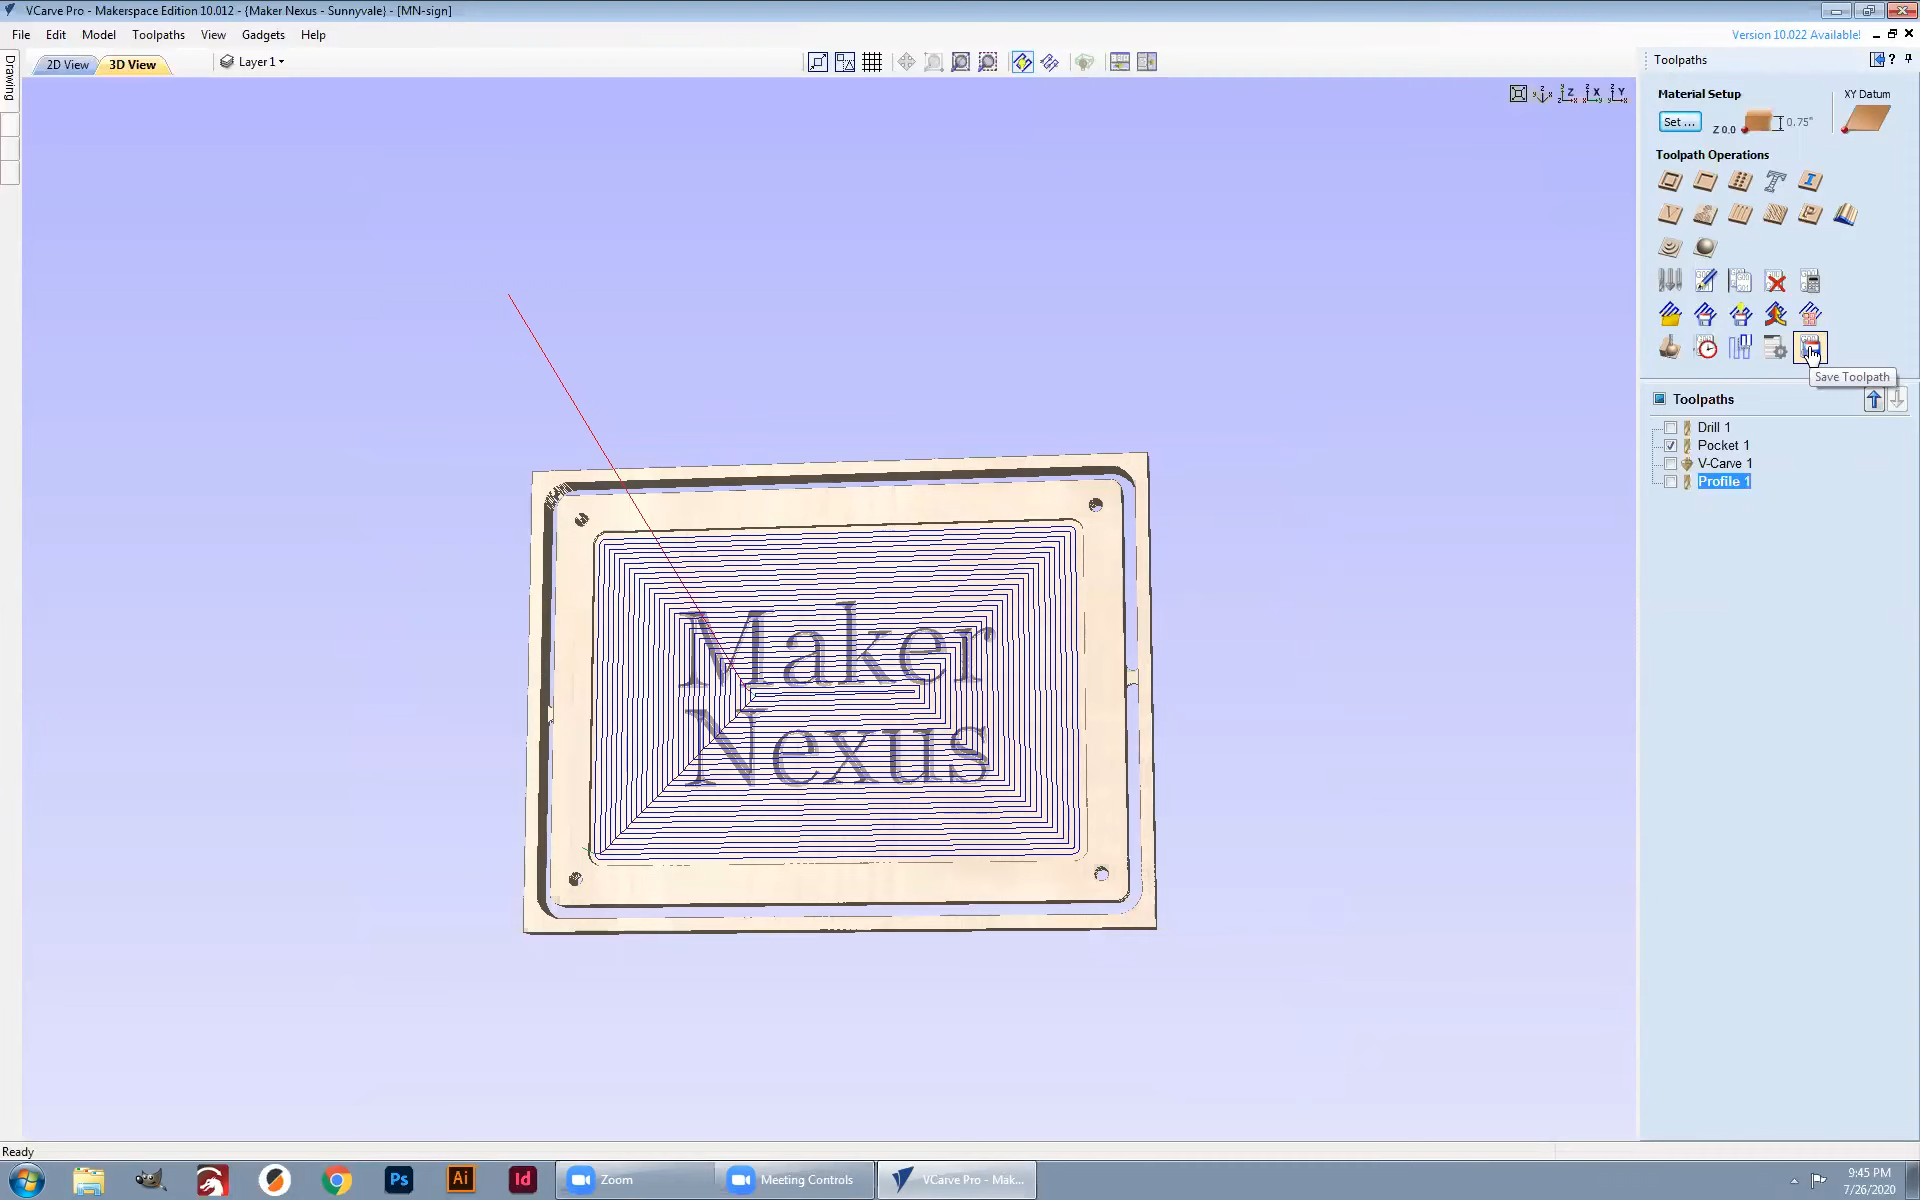 VCarve Pro - Makerspace Edition 10.012 - {Maker Nexus - Sunnyvale} - [MN-sign]
File Edit Model Toolpaths View Gadgets Help
Version 10.022 Available!
Drawing
2D View
3D View
Layer 1
Toolpaths
Material Setup
XY Datum
Set ...
Z 0.0
0.75"
Toolpath Operations
Save Toolpath
Toolpaths
Drill 1
Pocket 1
V-Carve 1
Profile 1
Maker
Nexus
Ready
Ps
Ai
Id
Zoom
Meeting Controls
VCarve Pro - Mak...
9:45 PM
7/26/2020